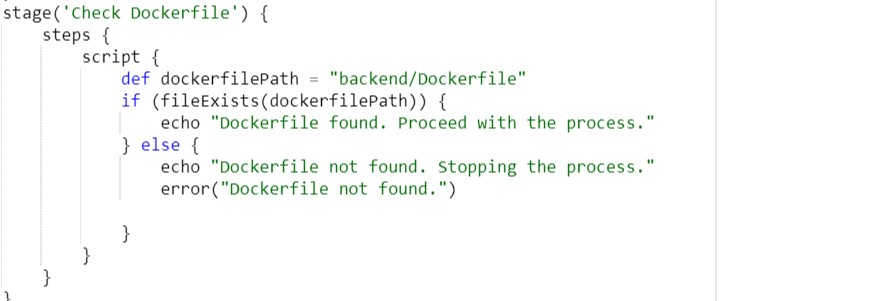 stage('Check Dockerfile') {
    steps {
        script {
            def dockerfilePath = "backend/Dockerfile"
            if (fileExists(dockerfilePath)) {
                echo "Dockerfile found. Proceed with the process."
            } else {
                echo "Dockerfile not found. Stopping the process."
                error("Dockerfile not found.")
            }
        }
    }
}